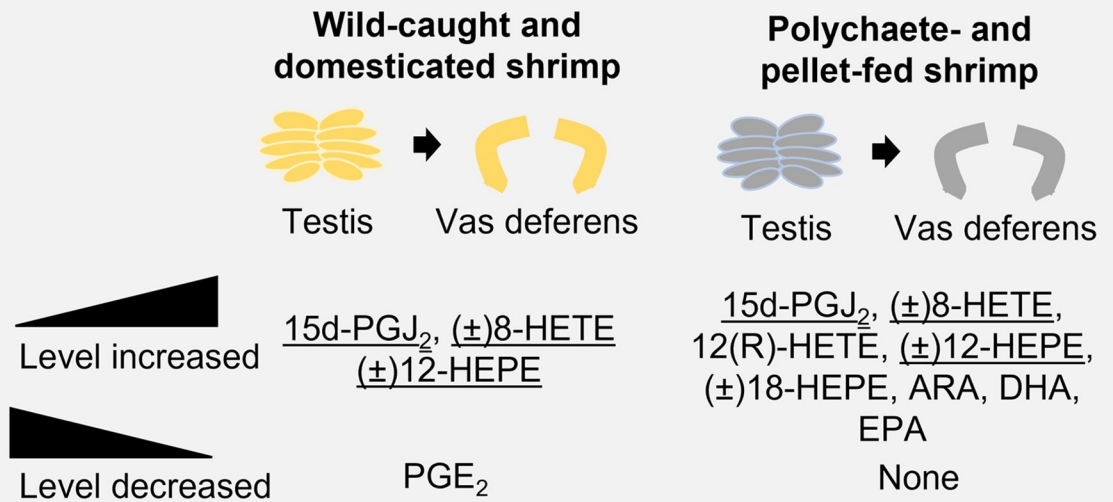 Wild-caught and
domesticated shrimp
Polychaete- and
pellet-fed shrimp
Testis
Vas deferens
Testis
Vas deferens
Level increased
15d-PGJ₂, (±)8-HETE
(±)12-HEPE
15d-PGJ₂, (±)8-HETE,
12(R)-HETE, (±)12-HEPE,
(±)18-HEPE, ARA, DHA,
EPA
Level decreased
PGE₂
None